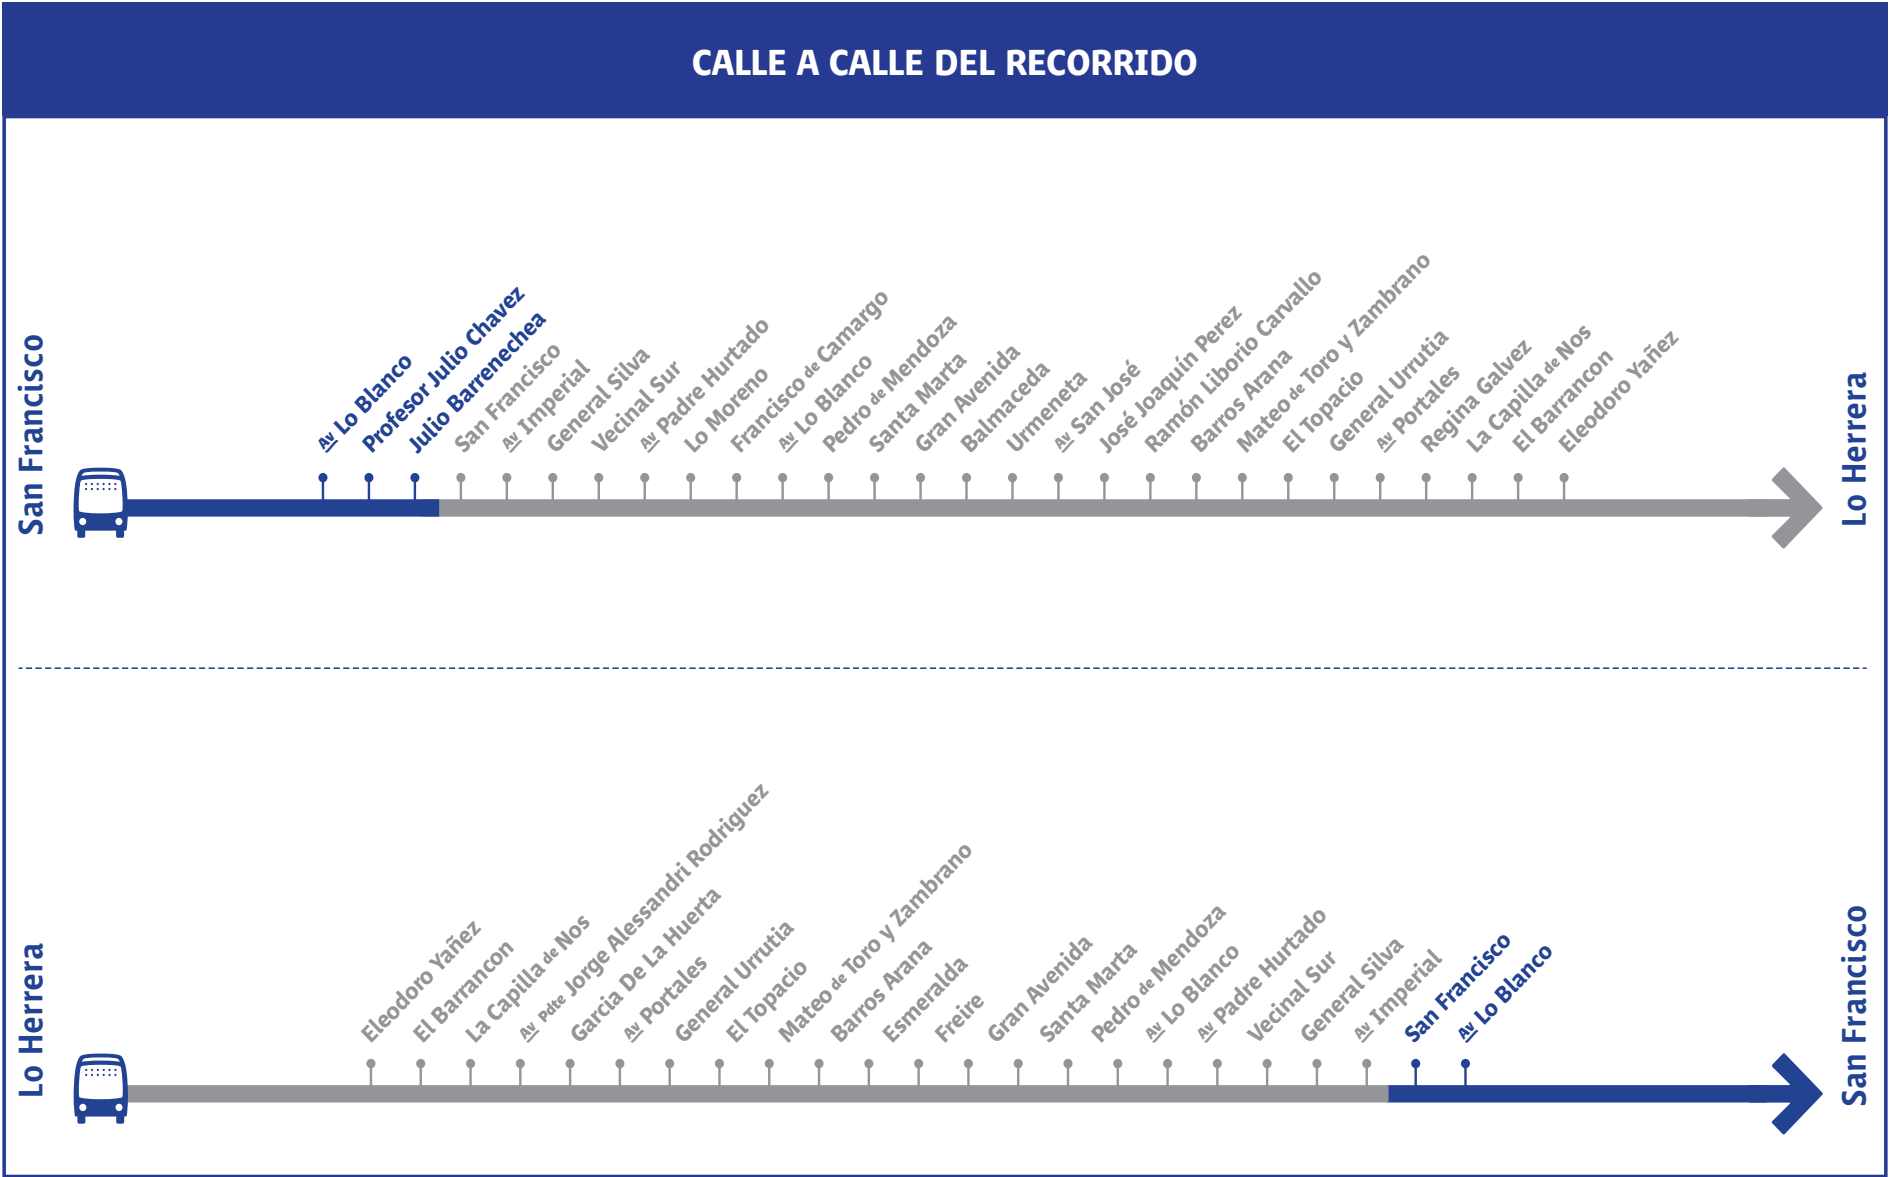 CALLE A CALLE DEL RECORRIDO
San Francisco
Av Lo Blanco
Profesor Julio Chavez
Julio Barrenechea
San Francisco
Av Imperial
General Silva
Vecinal Sur
Av Padre Hurtado
Lo Moreno
Francisco de Camargo
Av Lo Blanco
Pedro de Mendoza
Santa Marta
Gran Avenida
Balmaceda
Urmeneta
Av San José
José Joaquín Perez
Ramón Liborio Carvallo
Barros Arana
Mateo de Toro y Zambrano
El Topacio
General Urrutia
Av Portales
Regina Galvez
La Capilla de Nos
El Barrancon
Eleodoro Yañez
Lo Herrera
Lo Herrera
Eleodoro Yañez
El Barrancon
La Capilla de Nos
Av Pdte Jorge Alessandri Rodriguez
Garcia De La Huerta
Av Portales
General Urrutia
El Topacio
Mateo de Toro y Zambrano
Barros Arana
Esmeralda
Freire
Gran Avenida
Santa Marta
Pedro de Mendoza
Av Lo Blanco
Av Padre Hurtado
Vecinal Sur
General Silva
Av Imperial
San Francisco
Av Lo Blanco
San Francisco